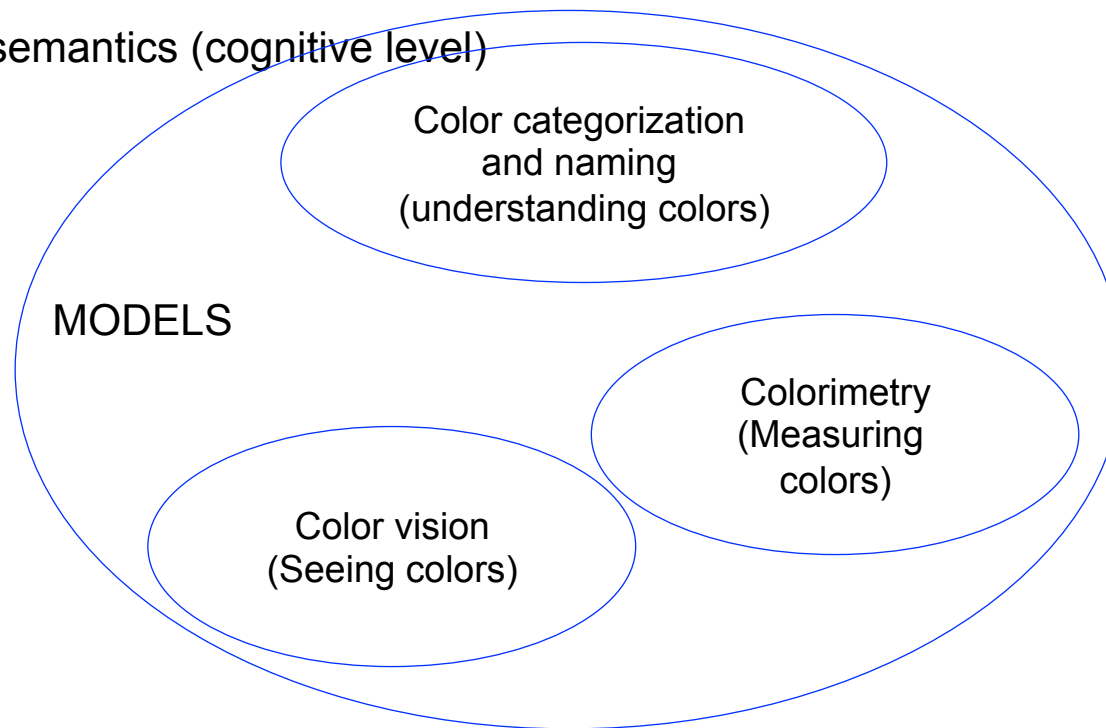 semantics (cognitive level)
Color categorization
and naming
(understanding colors)
MODELS
Colorimetry
(Measuring
colors)
Color vision
(Seeing colors)